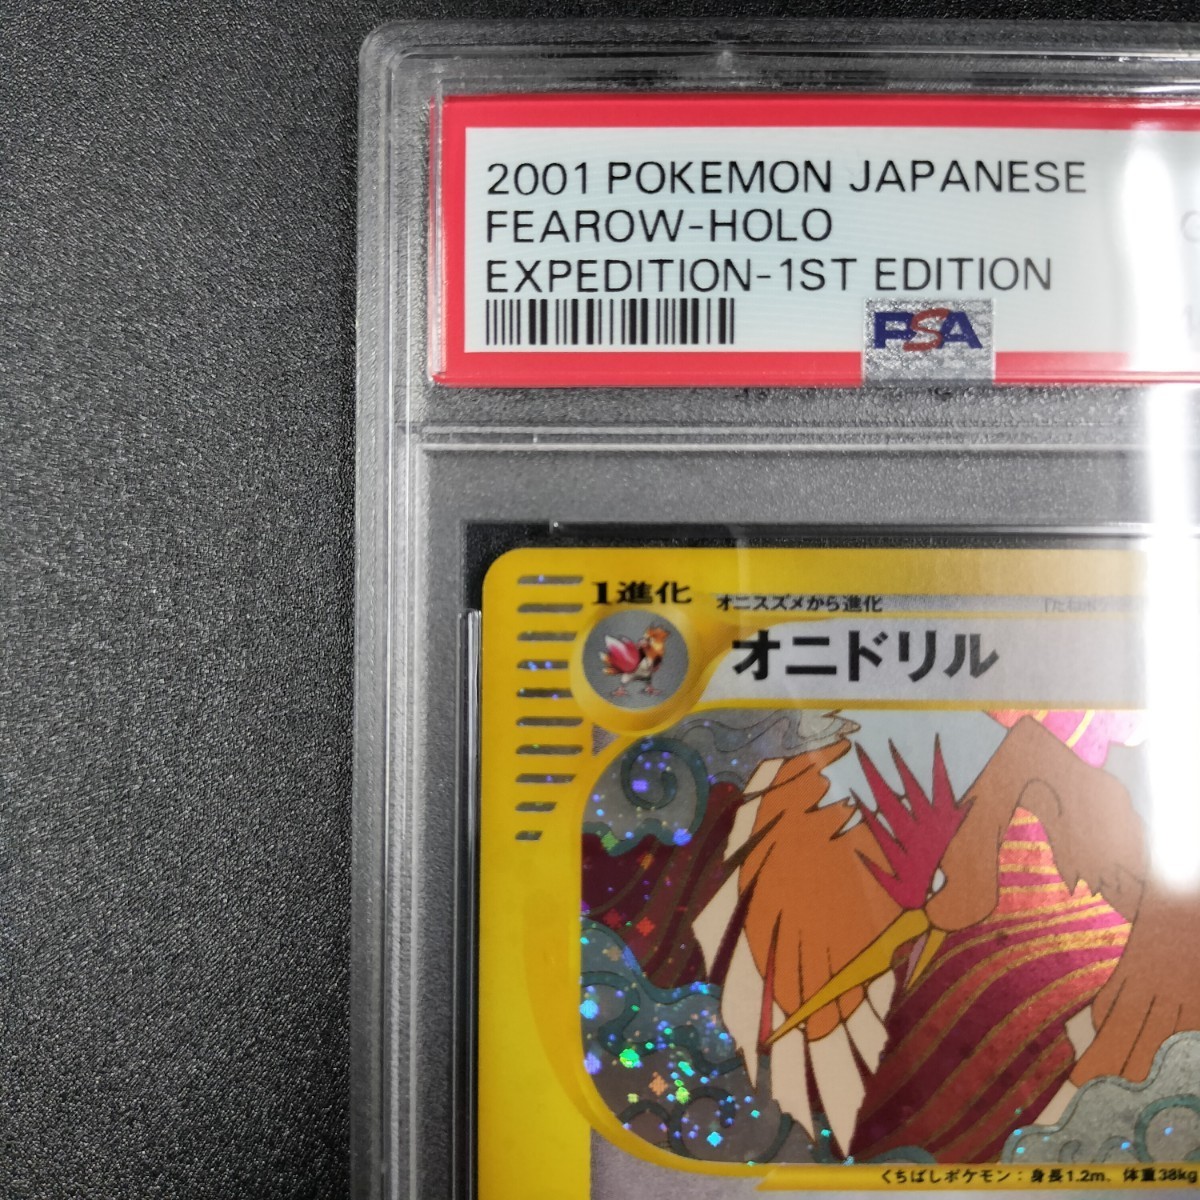 2001 POKEMON JAPANESE
FEAROW-HOLO
EXPEDITION-1ST EDITION
PSA
1進化
オニスズメから進化
オニドリル
くちばしポケモン：身長1.2m、体重38kg